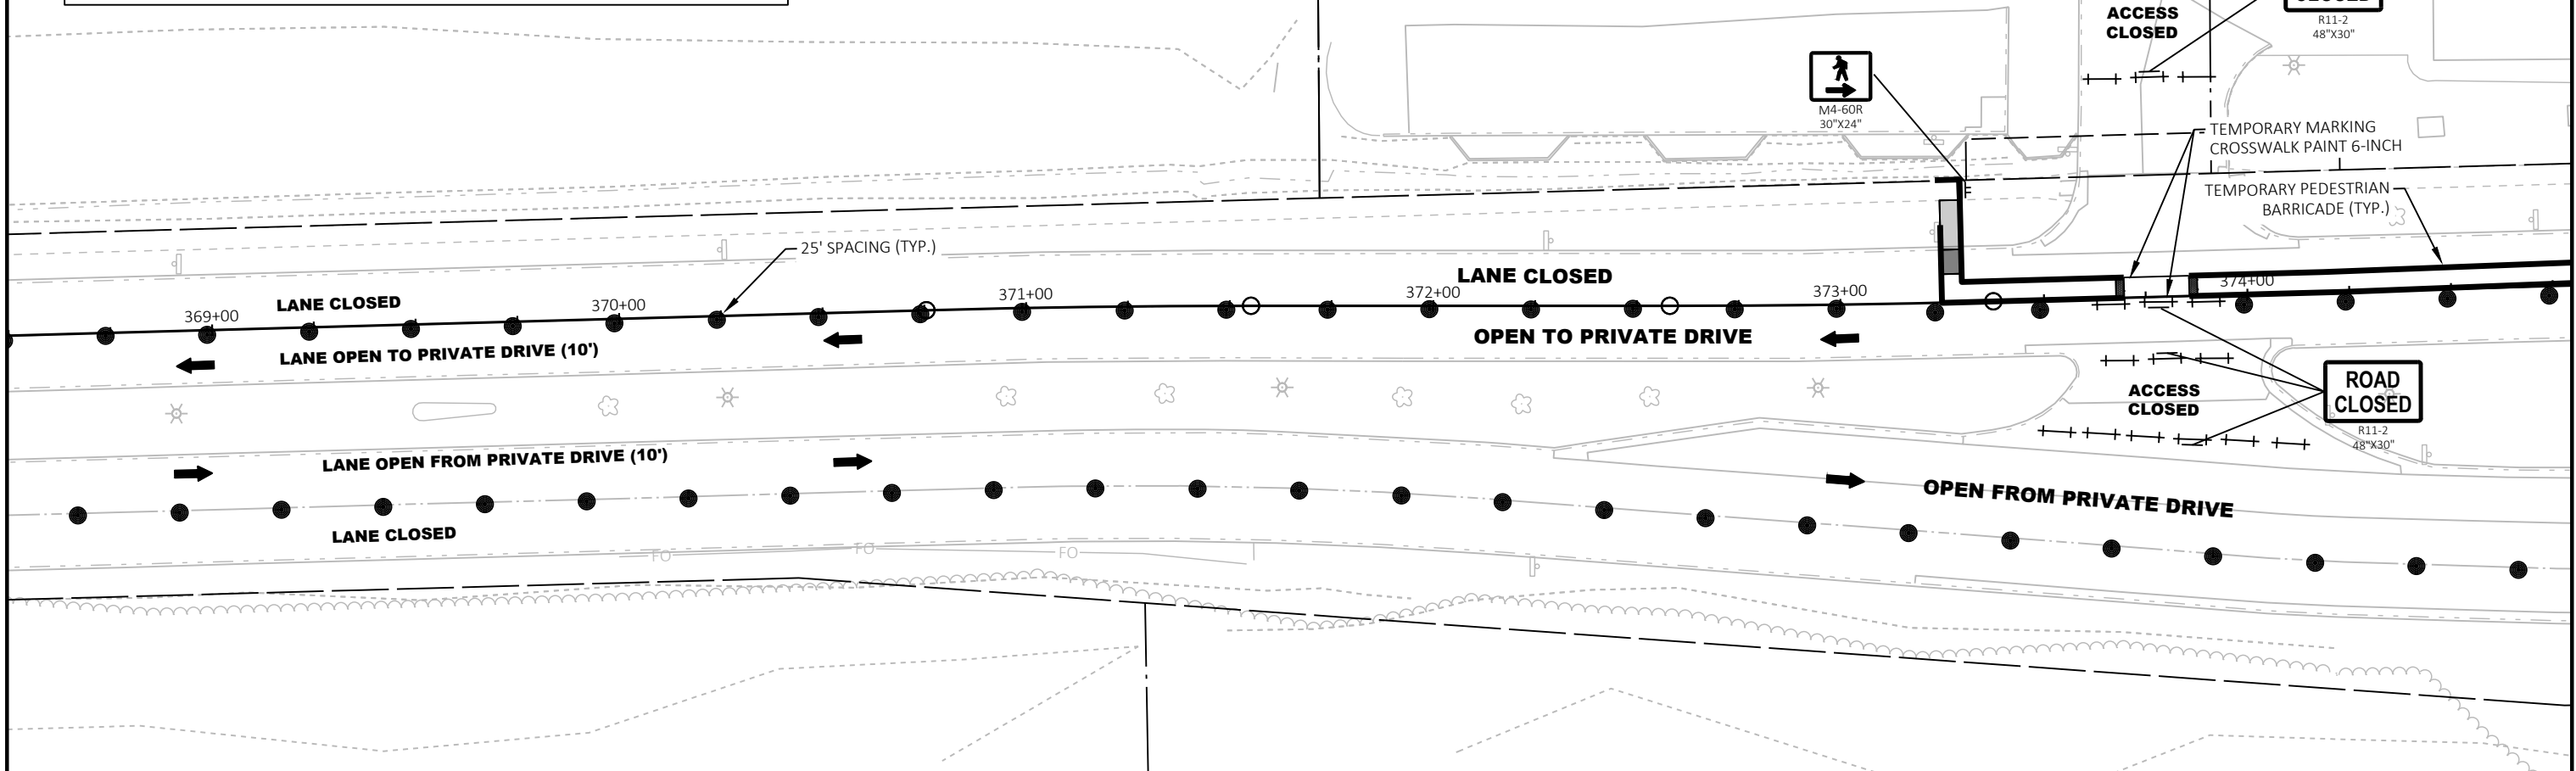 ACCESS
CLOSED
R11-2
48"X30"
M4-60R
30"X24"
TEMPORARY MARKING
CROSSWALK PAINT 6-INCH
TEMPORARY PEDESTRIAN
BARRICADE (TYP.)
25' SPACING (TYP.)
LANE CLOSED
LANE CLOSED
369+00
370+00
371+00
372+00
373+00
374+00
LANE OPEN TO PRIVATE DRIVE (10')
OPEN TO PRIVATE DRIVE
ACCESS
CLOSED
ROAD
CLOSED
R11-2
48"X30"
LANE OPEN FROM PRIVATE DRIVE (10')
OPEN FROM PRIVATE DRIVE
LANE CLOSED
FO
FO
FO